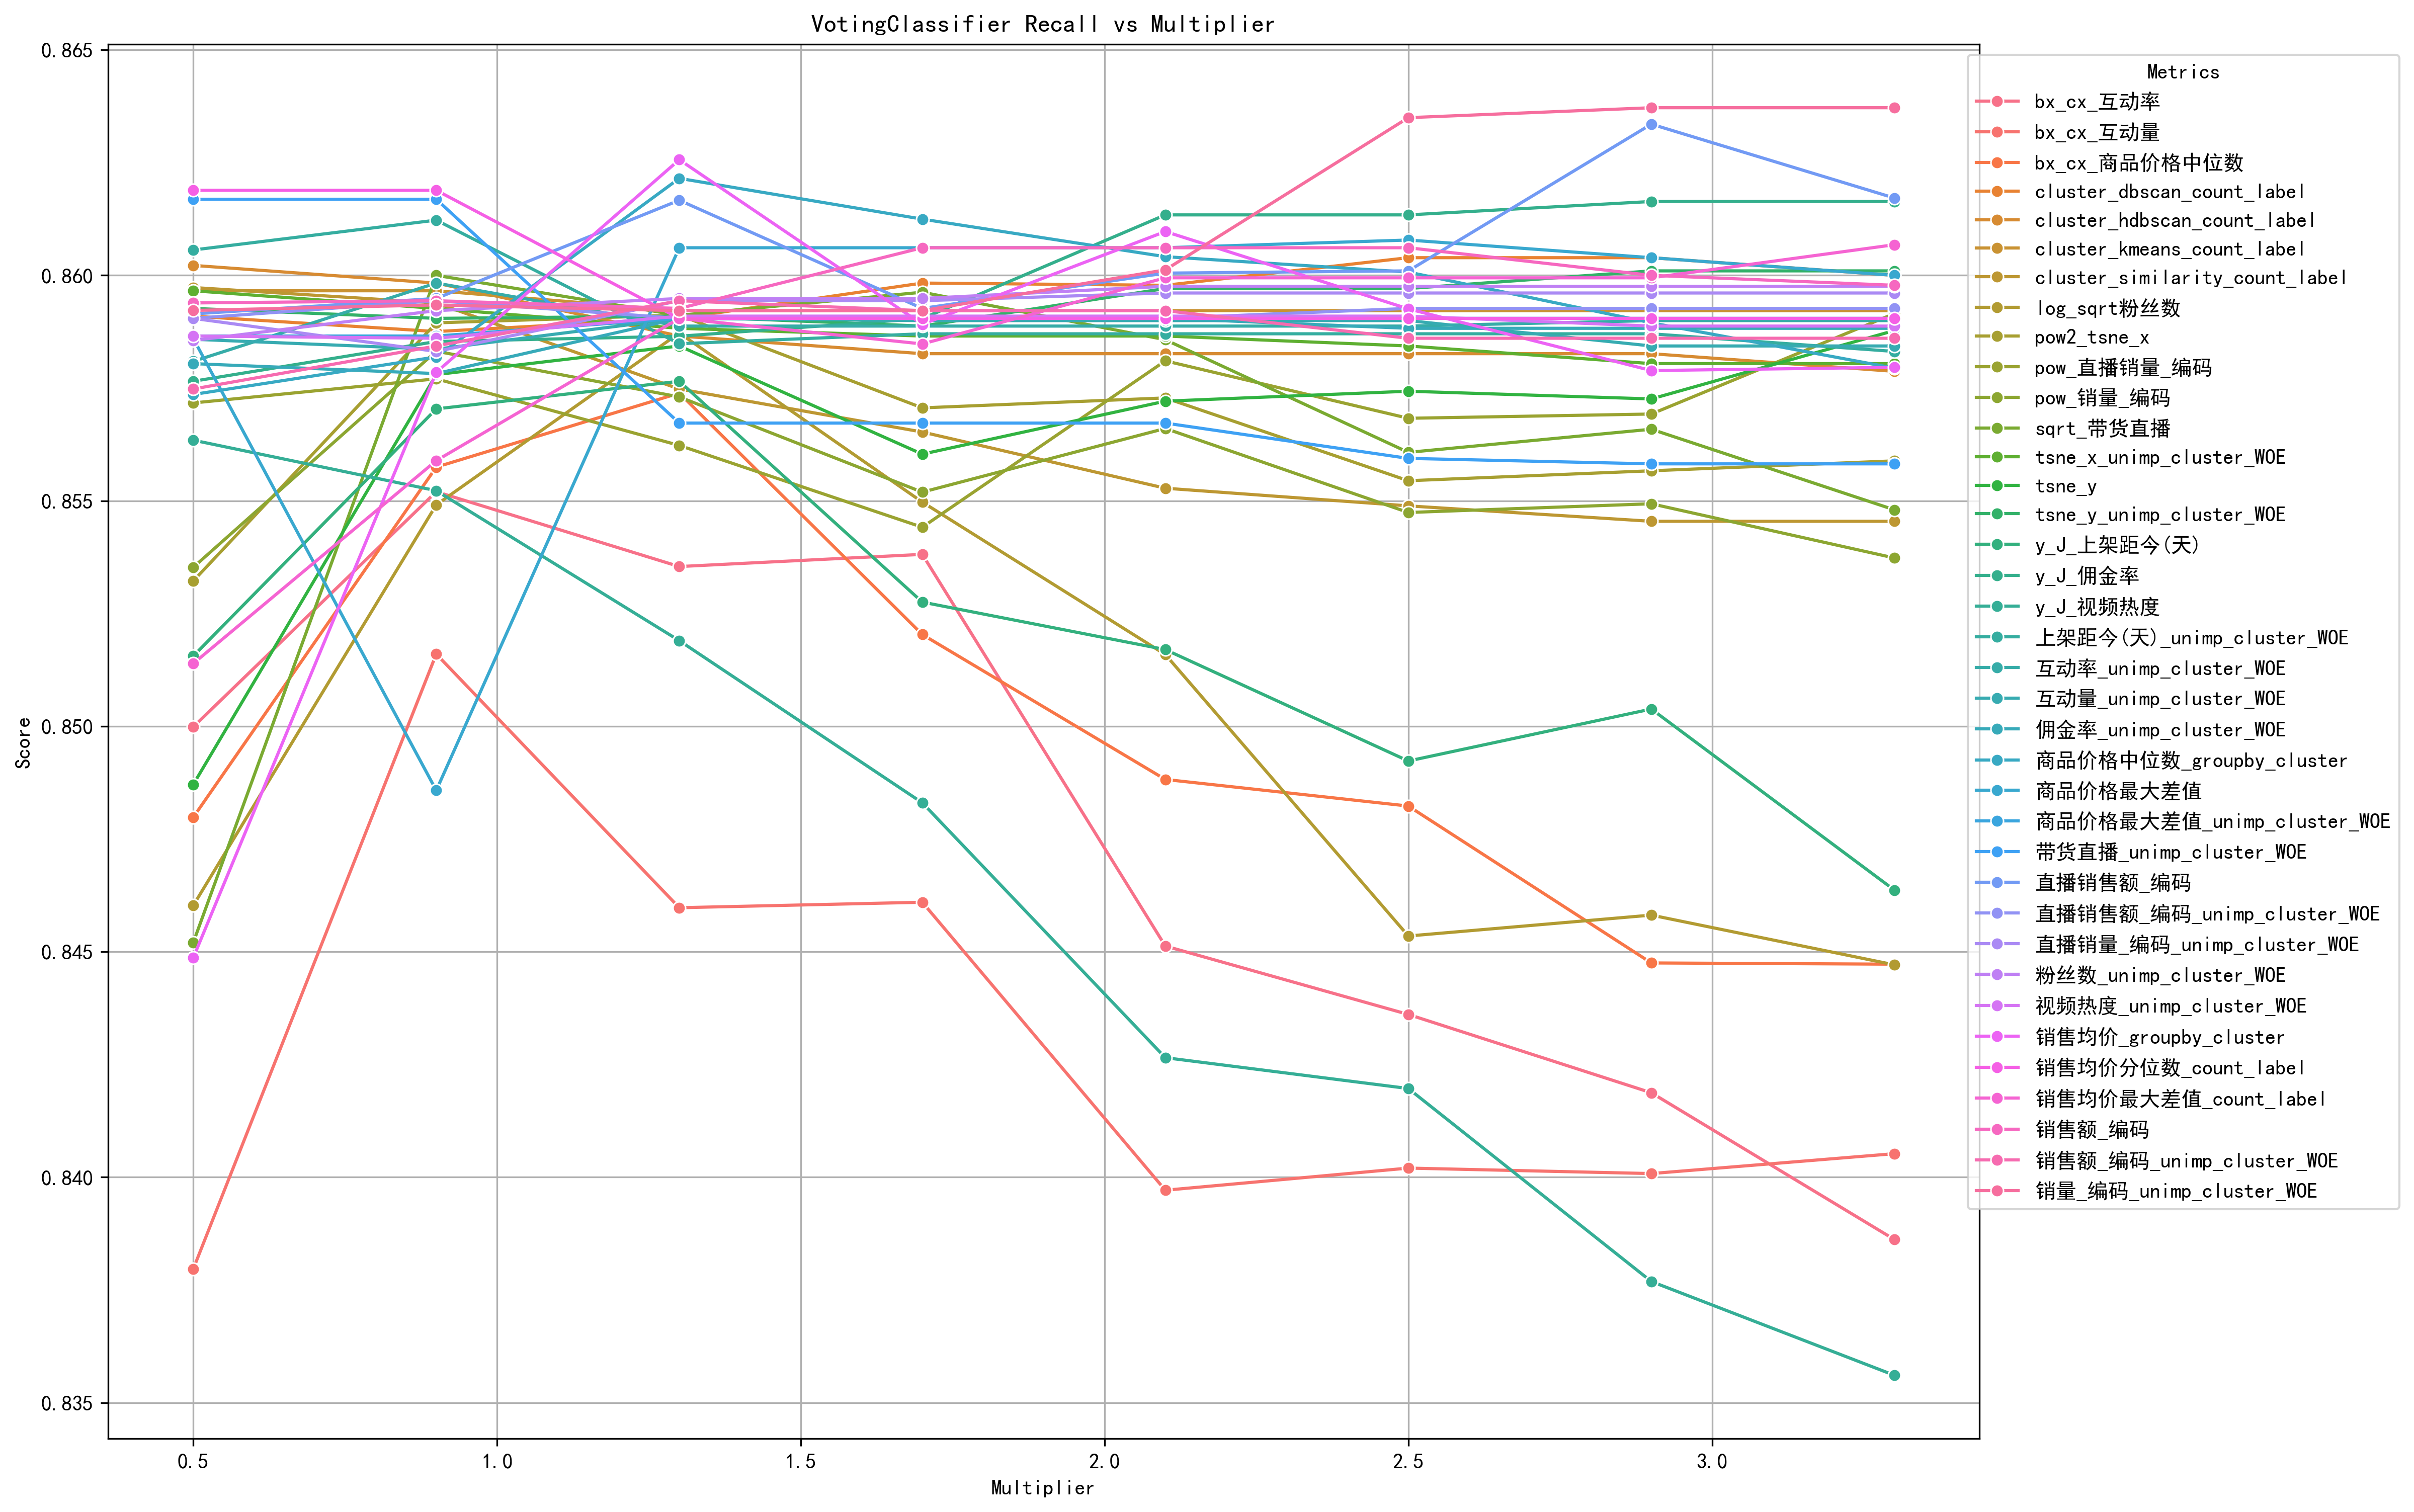 VotingClassifier Recall vs Multiplier
0.865
0.860
0.855
0.850
0.845
0.840
0.835
Score
0.5 1.0 1.5 2.0 2.5 3.0
Multiplier
Metrics
bx_cx_互动率
bx_cx_互动量
bx_cx_商品价格中位数
cluster_dbscan_count_label
cluster_hdbscan_count_label
cluster_kmeans_count_label
cluster_similarity_count_label
log_sqrt粉丝数
pow2_tsne_x
pow_直播销量_编码
pow_销量_编码
sqrt_带货直播
tsne_x_unimp_cluster_WOE
tsne_y
tsne_y_unimp_cluster_WOE
y_J_上架距今(天)
y_J_佣金率
y_J_视频热度
上架距今(天)_unimp_cluster_WOE
互动率_unimp_cluster_WOE
互动量_unimp_cluster_WOE
佣金率_unimp_cluster_WOE
商品价格中位数_groupby_cluster
商品价格最大差值
商品价格最大差值_unimp_cluster_WOE
带货直播_unimp_cluster_WOE
直播销售额_编码
直播销售额_编码_unimp_cluster_WOE
直播销量_编码_unimp_cluster_WOE
粉丝数_unimp_cluster_WOE
视频热度_unimp_cluster_WOE
销售均价_groupby_cluster
销售均价分位数_count_label
销售均价最大差值_count_label
销售额_编码
销售额_编码_unimp_cluster_WOE
销量_编码_unimp_cluster_WOE